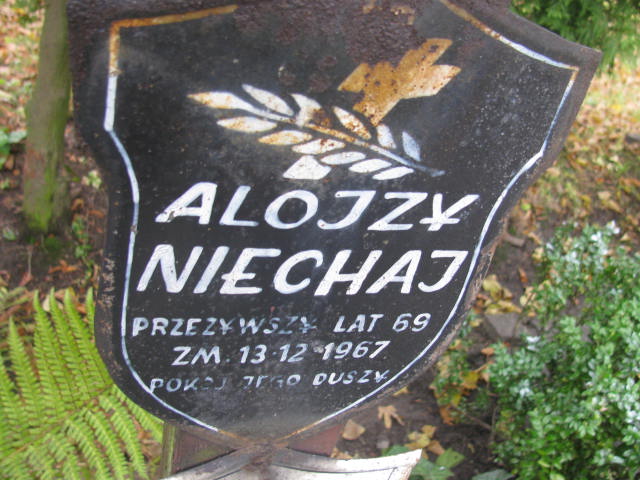 ALOJZY
NIECHAJ
PRZEŻYWSZY LAT 69
ZM. 13·12·1967
POKÓJ JEGO DUSZY